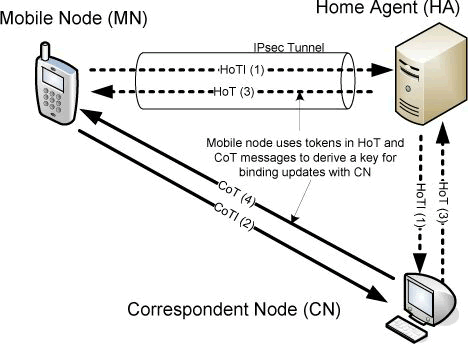 Mobile Node (MN)
Home Agent (HA)
IPsec Tunnel
HoTI (1)
HoT (3)
Mobile node uses tokens in HoT and
CoT messages to derive a key for
binding updates with CN
CoT (4)
CoTI (2)
HoTI (1)
HoT (3)
Correspondent Node (CN)